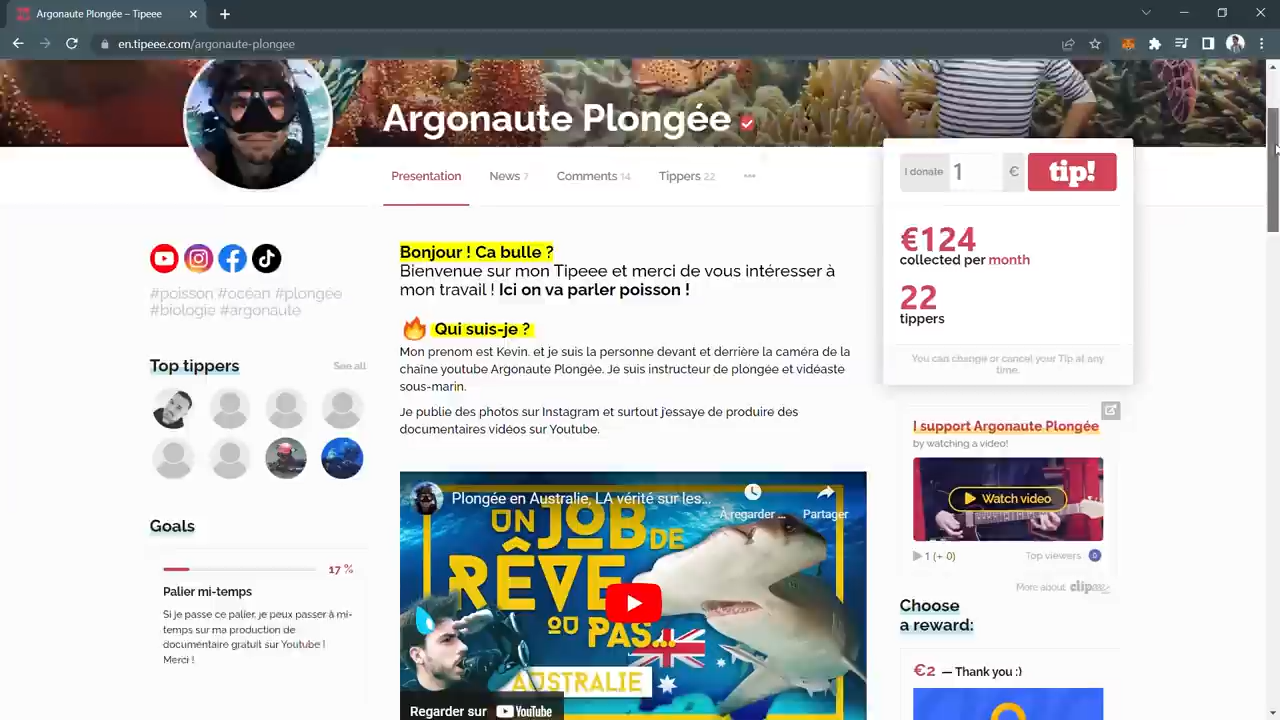 Argonaute Plongée – Tipeee
en.tipeee.com/argonaute-plongee
Argonaute Plongée
Presentation
News 7
Comments 14
Tippers 22
I donate 1 €
tip!
€124
collected per month
22
tippers
You can change or cancel your Tip at any
time.
#poisson #océan #plongée
#biologie #argonaute
Top tippers
See all
Goals
17 %
Palier mi-temps
Si je passe ce palier, je peux passer à mi-
temps sur ma production de
documentaire gratuit sur Youtube !
Merci !
Bonjour ! Ca bulle ?
Bienvenue sur mon Tipeee et merci de vous intéresser à
mon travail ! Ici on va parler poisson !
Qui suis-je ?
Mon prenom est Kevin. et je suis la personne devant et derrière la caméra de la
chaîne youtube Argonaute Plongée. Je suis instructeur de plongée et vidéaste
sous-marin.
Je publie des photos sur Instagram et surtout j'essaye de produire des
documentaires vidéos sur Youtube.
Plongée en Australie, LA vérité sur les...
À regarder ...
Partager
UN JOB DE
RÊVE
OU PAS...
AUSTRALIE
Regarder sur YouTube
I support Argonaute Plongée
by watching a video!
Watch video
1 (+ 0)
Top viewers 0
More about
Choose
a reward:
€2 — Thank you :)